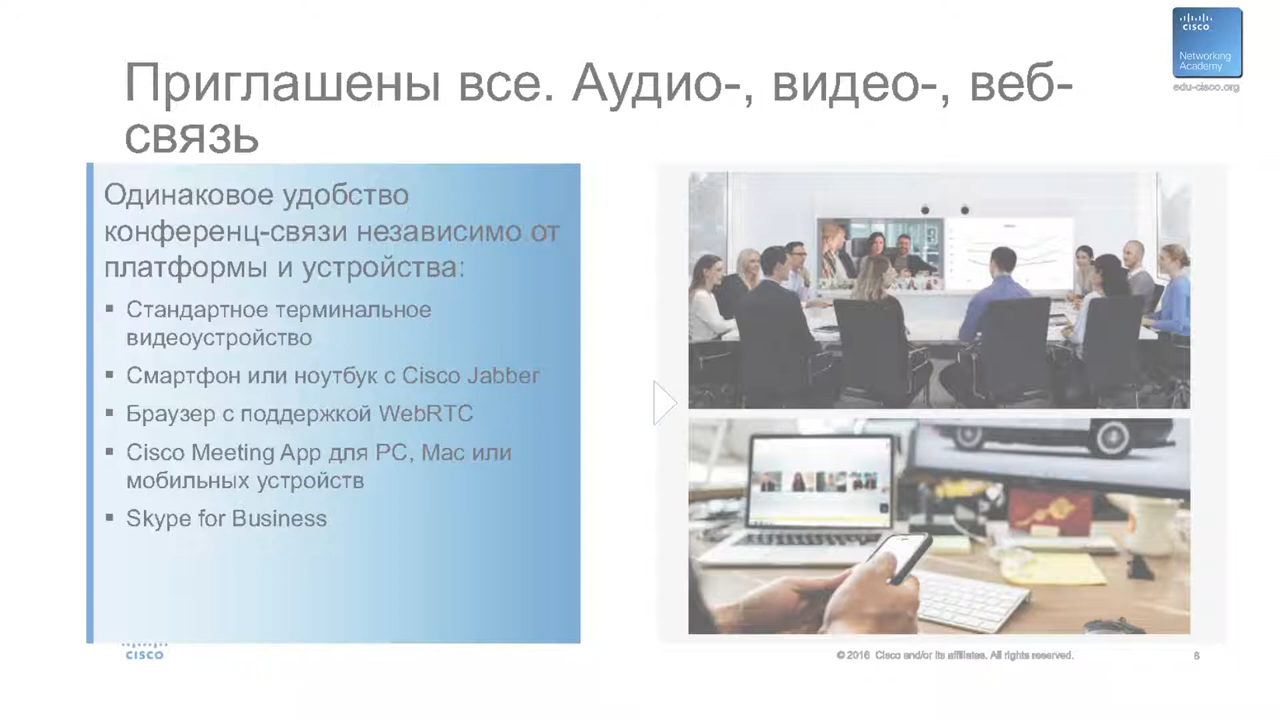 CISCO
Networking
Academy
edu-cisco.org
Приглашены все. Аудио-, видео-, веб-
связь
Одинаковое удобство
конференц-связи независимо от
платформы и устройства:
▪ Стандартное терминальное
видеоустройство
▪ Смартфон или ноутбук с Cisco Jabber
▪ Браузер с поддержкой WebRTC
▪ Cisco Meeting App для PC, Mac или
мобильных устройств
▪ Skype for Business
CISCO
© 2016 Cisco and/or its affiliates. All rights reserved.
6